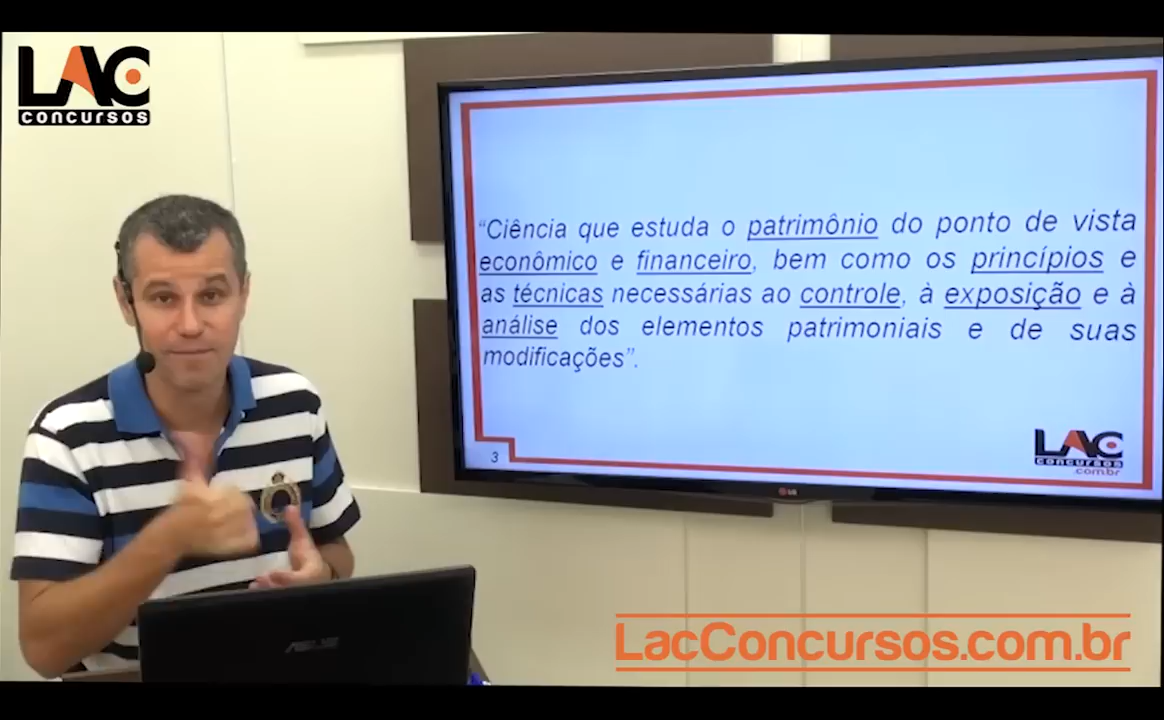 LAC
CONCURSOS
“Ciência que estuda o patrimônio do ponto de vista
econômico e financeiro, bem como os princípios e
as técnicas necessárias ao controle, à exposição e à
análise dos elementos patrimoniais e de suas
modificações”.
3
LAC
CONCURSOS
.com.br
LG
ASUS
LacConcursos.com.br